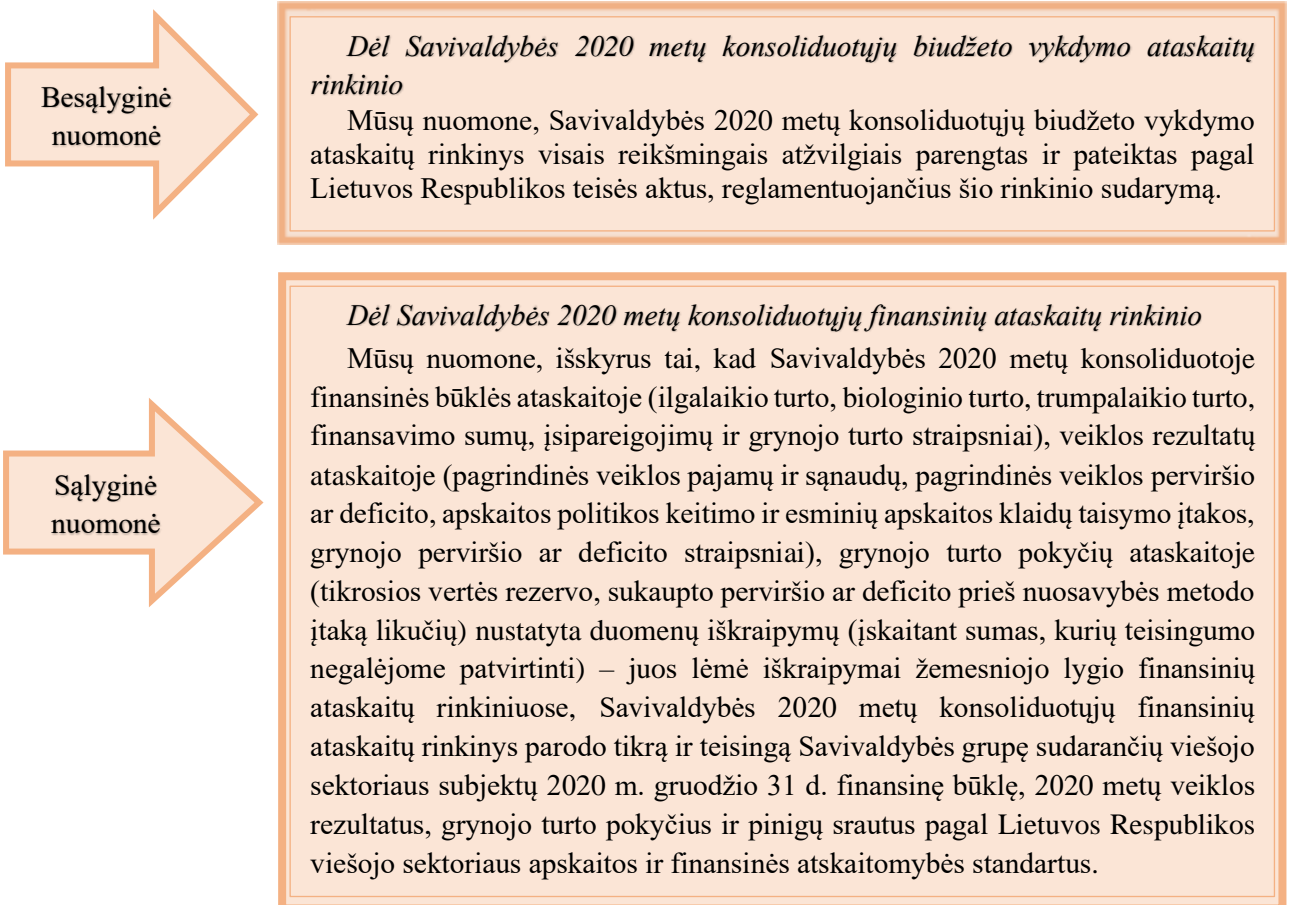 Besąlyginė
nuomonė
Dėl Savivaldybės 2020 metų konsoliduotųjų biudžeto vykdymo ataskaitų
rinkinio
Mūsų nuomone, Savivaldybės 2020 metų konsoliduotųjų biudžeto vykdymo
ataskaitų rinkinys visais reikšmingais atžvilgiais parengtas ir pateiktas pagal
Lietuvos Respublikos teisės aktus, reglamentuojančius šio rinkinio sudarymą.
Sąlyginė
nuomonė
Dėl Savivaldybės 2020 metų konsoliduotųjų finansinių ataskaitų rinkinio
Mūsų nuomone, išskyrus tai, kad Savivaldybės 2020 metų konsoliduotoje
finansinės būklės ataskaitoje (ilgalaikio turto, biologinio turto, trumpalaikio turto,
finansavimo sumų, įsipareigojimų ir grynojo turto straipsniai), veiklos rezultatų
ataskaitoje (pagrindinės veiklos pajamų ir sąnaudų, pagrindinės veiklos perviršio
ar deficito, apskaitos politikos keitimo ir esminių apskaitos klaidų taisymo įtakos,
grynojo perviršio ar deficito straipsniai), grynojo turto pokyčių ataskaitoje
(tikrosios vertės rezervo, sukaupto perviršio ar deficito prieš nuosavybės metodo
įtaką likučių) nustatyta duomenų iškraipymų (įskaitant sumas, kurių teisingumo
negalėjome patvirtinti) – juos lėmė iškraipymai žemesniojo lygio finansinių
ataskaitų rinkiniuose, Savivaldybės 2020 metų konsoliduotųjų finansinių
ataskaitų rinkinys parodo tikrą ir teisingą Savivaldybės grupę sudarančių viešojo
sektoriaus subjektų 2020 m. gruodžio 31 d. finansinę būklę, 2020 metų veiklos
rezultatus, grynojo turto pokyčius ir pinigų srautus pagal Lietuvos Respublikos
viešojo sektoriaus apskaitos ir finansinės atskaitomybės standartus.